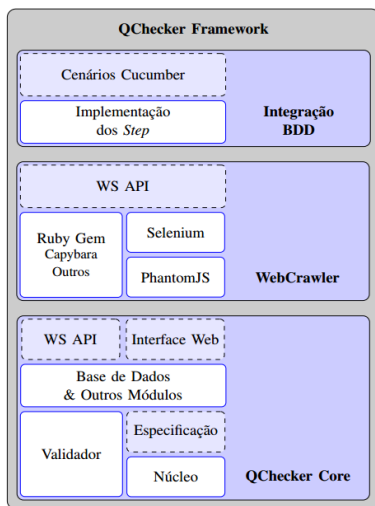 QChecker Framework
Cenários Cucumber
Implementação
dos Step
Integração
BDD
WS API
Ruby Gem
Capybara
Outros
Selenium
PhantomJS
WebCrawler
WS API
Interface Web
Base de Dados
& Outros Módulos
Validador
Especificação
Núcleo
QChecker Core